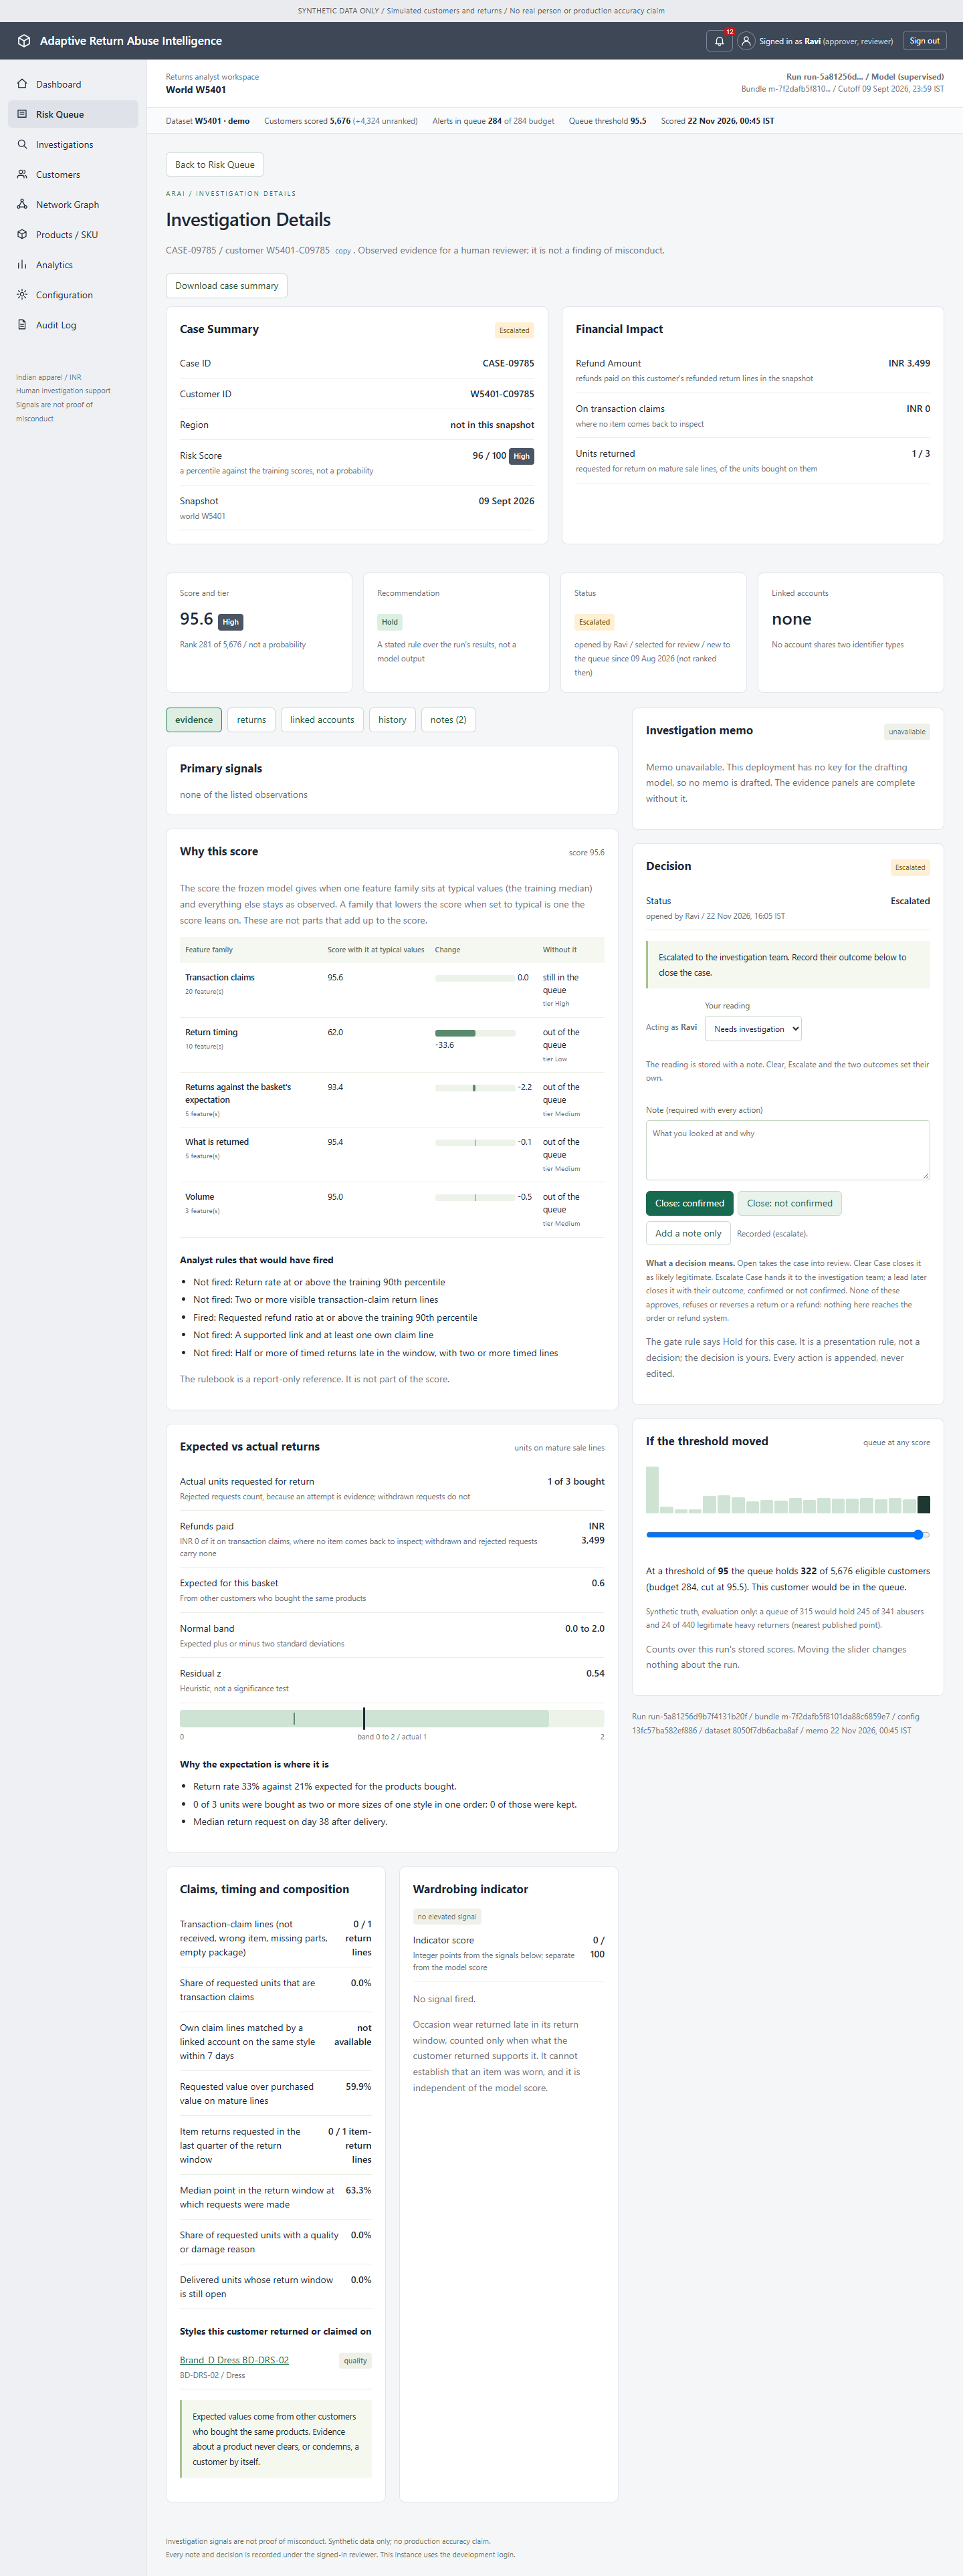 SYNTHETIC DATA ONLY / Simulated customers and returns / No real person or production accuracy claim
Adaptive Return Abuse Intelligence
12
Signed in as Ravi (approver, reviewer)
Sign out
Dashboard
Risk Queue
Investigations
Customers
Network Graph
Products / SKU
Analytics
Configuration
Audit Log
Indian apparel / INR
Human investigation support
Signals are not proof of
misconduct
Returns analyst workspace
World W5401
Run run-5a81256d... / Model (supervised)
Bundle m-7f2dafb5f810... / Cutoff 09 Sept 2026, 23:59 IST
Dataset W5401 · demo
Customers scored 5,676 (+4,324 unranked)
Alerts in queue 284 of 284 budget
Queue threshold 95.5
Scored 22 Nov 2026, 00:45 IST
Back to Risk Queue
ARAI / INVESTIGATION DETAILS
Investigation Details
CASE-09785 / customer W5401-C09785 copy . Observed evidence for a human reviewer; it is not a finding of misconduct.
Download case summary
Case Summary
Escalated
Case ID
CASE-09785
Customer ID
W5401-C09785
Region
not in this snapshot
Risk Score
96 / 100 High
a percentile against the training scores, not a probability
Snapshot
09 Sept 2026
world W5401
Financial Impact
Refund Amount
INR 3,499
refunds paid on this customer's refunded return lines in the snapshot
On transaction claims
INR 0
where no item comes back to inspect
Units returned
1 / 3
requested for return on mature sale lines, of the units bought on them
Score and tier
95.6 High
Rank 281 of 5,676 / not a probability
Recommendation
Hold
A stated rule over the run's results, not a
model output
Status
Escalated
opened by Ravi / selected for review / new to
the queue since 09 Aug 2026 (not ranked
then)
Linked accounts
none
No account shares two identifier types
evidence
returns
linked accounts
history
notes (2)
Primary signals
none of the listed observations
Why this score
score 95.6
The score the frozen model gives when one feature family sits at typical values (the training median)
and everything else stays as observed. A family that lowers the score when set to typical is one the
score leans on. These are not parts that add up to the score.
Feature family
Score with it at typical values
Change
Without it
Transaction claims
20 feature(s)
95.6
0.0
still in the
queue
tier High
Return timing
10 feature(s)
62.0
-33.6
out of the
queue
tier Low
Returns against the basket's
expectation
5 feature(s)
93.4
-2.2
out of the
queue
tier Medium
What is returned
5 feature(s)
95.4
-0.1
out of the
queue
tier Medium
Volume
3 feature(s)
95.0
-0.5
out of the
queue
tier Medium
Analyst rules that would have fired
Not fired: Return rate at or above the training 90th percentile
Not fired: Two or more visible transaction-claim return lines
Fired: Requested refund ratio at or above the training 90th percentile
Not fired: A supported link and at least one own claim line
Not fired: Half or more of timed returns late in the window, with two or more timed lines
The rulebook is a report-only reference. It is not part of the score.
Expected vs actual returns
units on mature sale lines
Actual units requested for return
1 of 3 bought
Rejected requests count, because an attempt is evidence; withdrawn requests do not
Refunds paid
INR
3,499
INR 0 of it on transaction claims, where no item comes back to inspect; withdrawn and rejected requests
carry none
Expected for this basket
0.6
From other customers who bought the same products
Normal band
0.0 to 2.0
Expected plus or minus two standard deviations
Residual z
0.54
Heuristic, not a significance test
0
band 0 to 2 / actual 1
2
Why the expectation is where it is
Return rate 33% against 21% expected for the products bought.
0 of 3 units were bought as two or more sizes of one style in one order; 0 of those were kept.
Median return request on day 38 after delivery.
Claims, timing and composition
Transaction-claim lines (not
received, wrong item, missing parts,
empty package)
0 / 1
return
lines
Share of requested units that are
transaction claims
0.0%
Own claim lines matched by a
linked account on the same style
within 7 days
not
available
Requested value over purchased
value on mature lines
59.9%
Item returns requested in the
last quarter of the return
window
0 / 1 item-
return
lines
Median point in the return window at
which requests were made
63.3%
Share of requested units with a quality
or damage reason
0.0%
Delivered units whose return window
is still open
0.0%
Styles this customer returned or claimed on
Brand_D Dress BD-DRS-02
quality
BD-DRS-02 / Dress
Expected values come from other customers
who bought the same products. Evidence
about a product never clears, or condemns, a
customer by itself.
Wardrobing indicator
no elevated signal
Indicator score
0 /
100
Integer points from the signals below; separate
from the model score
No signal fired.
Occasion wear returned late in its return
window, counted only when what the
customer returned supports it. It cannot
establish that an item was worn, and it is
independent of the model score.
Investigation memo
unavailable
Memo unavailable. This deployment has no key for the drafting
model, so no memo is drafted. The evidence panels are complete
without it.
Decision
Escalated
Status
Escalated
opened by Ravi / 22 Nov 2026, 16:05 IST
Escalated to the investigation team. Record their outcome below to
close the case.
Your reading
Acting as Ravi
Needs investigation
The reading is stored with a note. Clear, Escalate and the two outcomes set their
own.
Note (required with every action)
What you looked at and why
Close: confirmed
Close: not confirmed
Add a note only
Recorded (escalate).
What a decision means. Open takes the case into review. Clear Case closes it
as likely legitimate. Escalate Case hands it to the investigation team; a lead later
closes it with their outcome, confirmed or not confirmed. None of these
approves, refuses or reverses a return or a refund: nothing here reaches the
order or refund system.
The gate rule says Hold for this case. It is a presentation rule, not a
decision; the decision is yours. Every action is appended, never
edited.
If the threshold moved
queue at any score
At a threshold of 95 the queue holds 322 of 5,676 eligible customers
(budget 284, cut at 95.5). This customer would be in the queue.
Synthetic truth, evaluation only: a queue of 315 would hold 245 of 341 abusers
and 24 of 440 legitimate heavy returners (nearest published point).
Counts over this run's stored scores. Moving the slider changes
nothing about the run.
Run run-5a81256d9b7f4131b20f / bundle m-7f2dafb5f8101da88c6859e7 / config
13fc57ba582ef886 / dataset 8050f7db6acba8af / memo 22 Nov 2026, 00:45 IST
Investigation signals are not proof of misconduct. Synthetic data only; no production accuracy claim.
Every note and decision is recorded under the signed-in reviewer. This instance uses the development login.